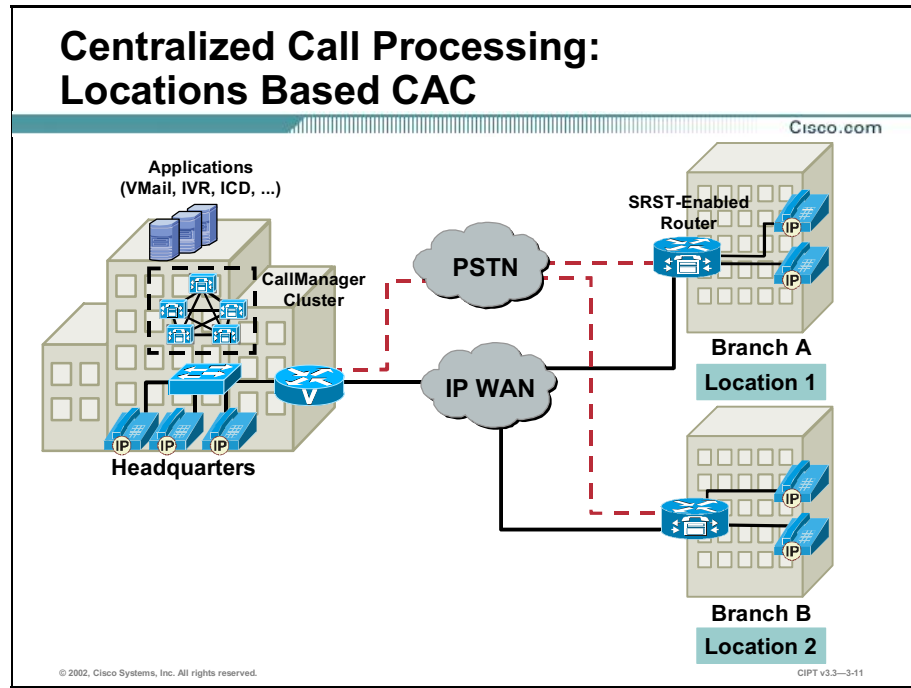 Centralized Call Processing:
Locations Based CAC
Cisco.com
Applications
(VMail, IVR, ICD, ...)
SRST-Enabled
Router
IP
IP
PSTN
CallManager
Cluster
Branch A
Location 1
V
IP WAN
IP
IP
IP
Headquarters
IP
IP
Branch B
Location 2
© 2002, Cisco Systems, Inc. All rights reserved.
CIPT v3.3—3-11